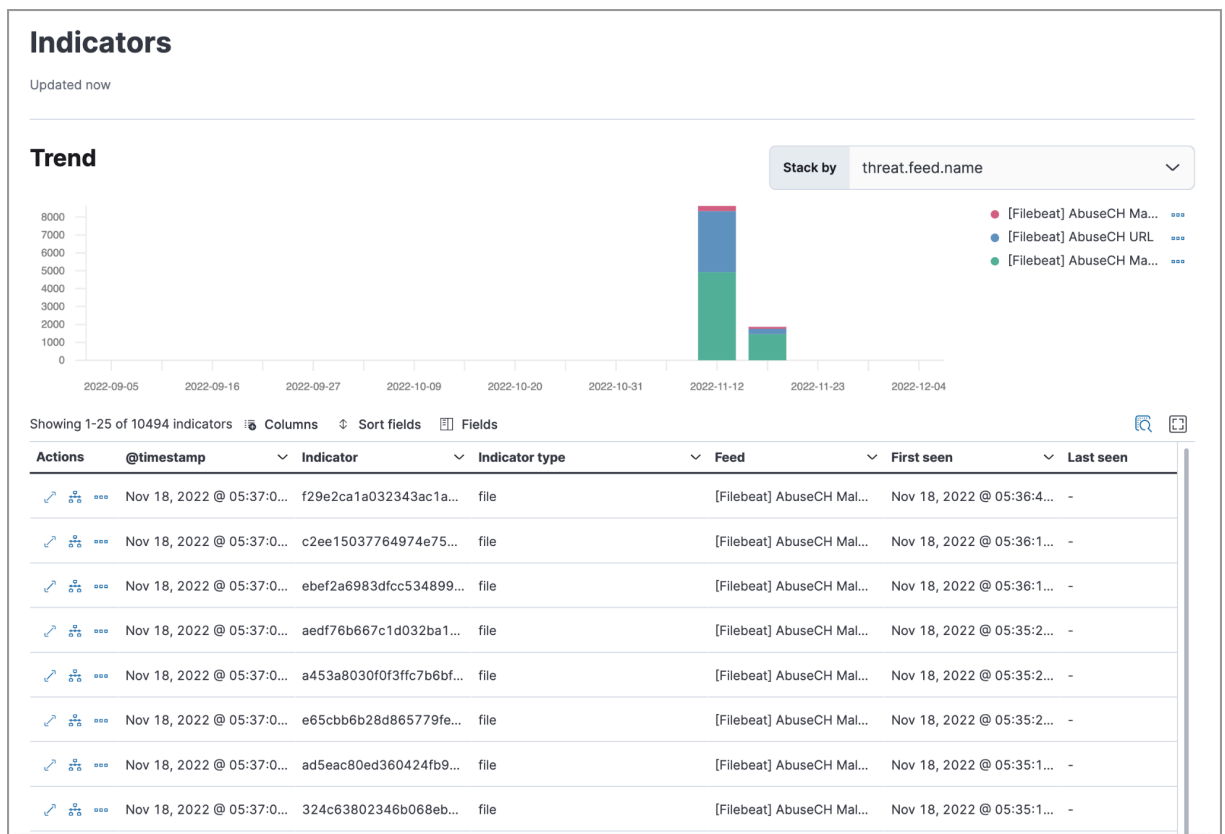 Indicators
Updated now
Trend
Stack by threat.feed.name
8000
7000
6000
5000
4000
3000
2000
1000
0
[Filebeat] AbuseCH Ma...
[Filebeat] AbuseCH URL
[Filebeat] AbuseCH Ma...
2022-09-05 2022-09-16 2022-09-27 2022-10-09 2022-10-20 2022-10-31 2022-11-12 2022-11-23 2022-12-04
Showing 1-25 of 10494 indicators Columns Sort fields Fields
Actions @timestamp Indicator Indicator type Feed First seen Last seen
Nov 18, 2022 @ 05:37:0... f29e2ca1a032343ac1a... file [Filebeat] AbuseCH Mal... Nov 18, 2022 @ 05:36:4... -
Nov 18, 2022 @ 05:37:0... c2ee15037764974e75... file [Filebeat] AbuseCH Mal... Nov 18, 2022 @ 05:36:1... -
Nov 18, 2022 @ 05:37:0... ebef2a6983dfcc534899... file [Filebeat] AbuseCH Mal... Nov 18, 2022 @ 05:36:1... -
Nov 18, 2022 @ 05:37:0... aedf76b667c1d032ba1... file [Filebeat] AbuseCH Mal... Nov 18, 2022 @ 05:35:2... -
Nov 18, 2022 @ 05:37:0... a453a8030f0f3ffc7b6bf... file [Filebeat] AbuseCH Mal... Nov 18, 2022 @ 05:35:2... -
Nov 18, 2022 @ 05:37:0... e65cbb6b28d865779fe... file [Filebeat] AbuseCH Mal... Nov 18, 2022 @ 05:35:2... -
Nov 18, 2022 @ 05:37:0... ad5eac80ed360424fb9... file [Filebeat] AbuseCH Mal... Nov 18, 2022 @ 05:35:1... -
Nov 18, 2022 @ 05:37:0... 324c63802346b068eb... file [Filebeat] AbuseCH Mal... Nov 18, 2022 @ 05:35:1... -